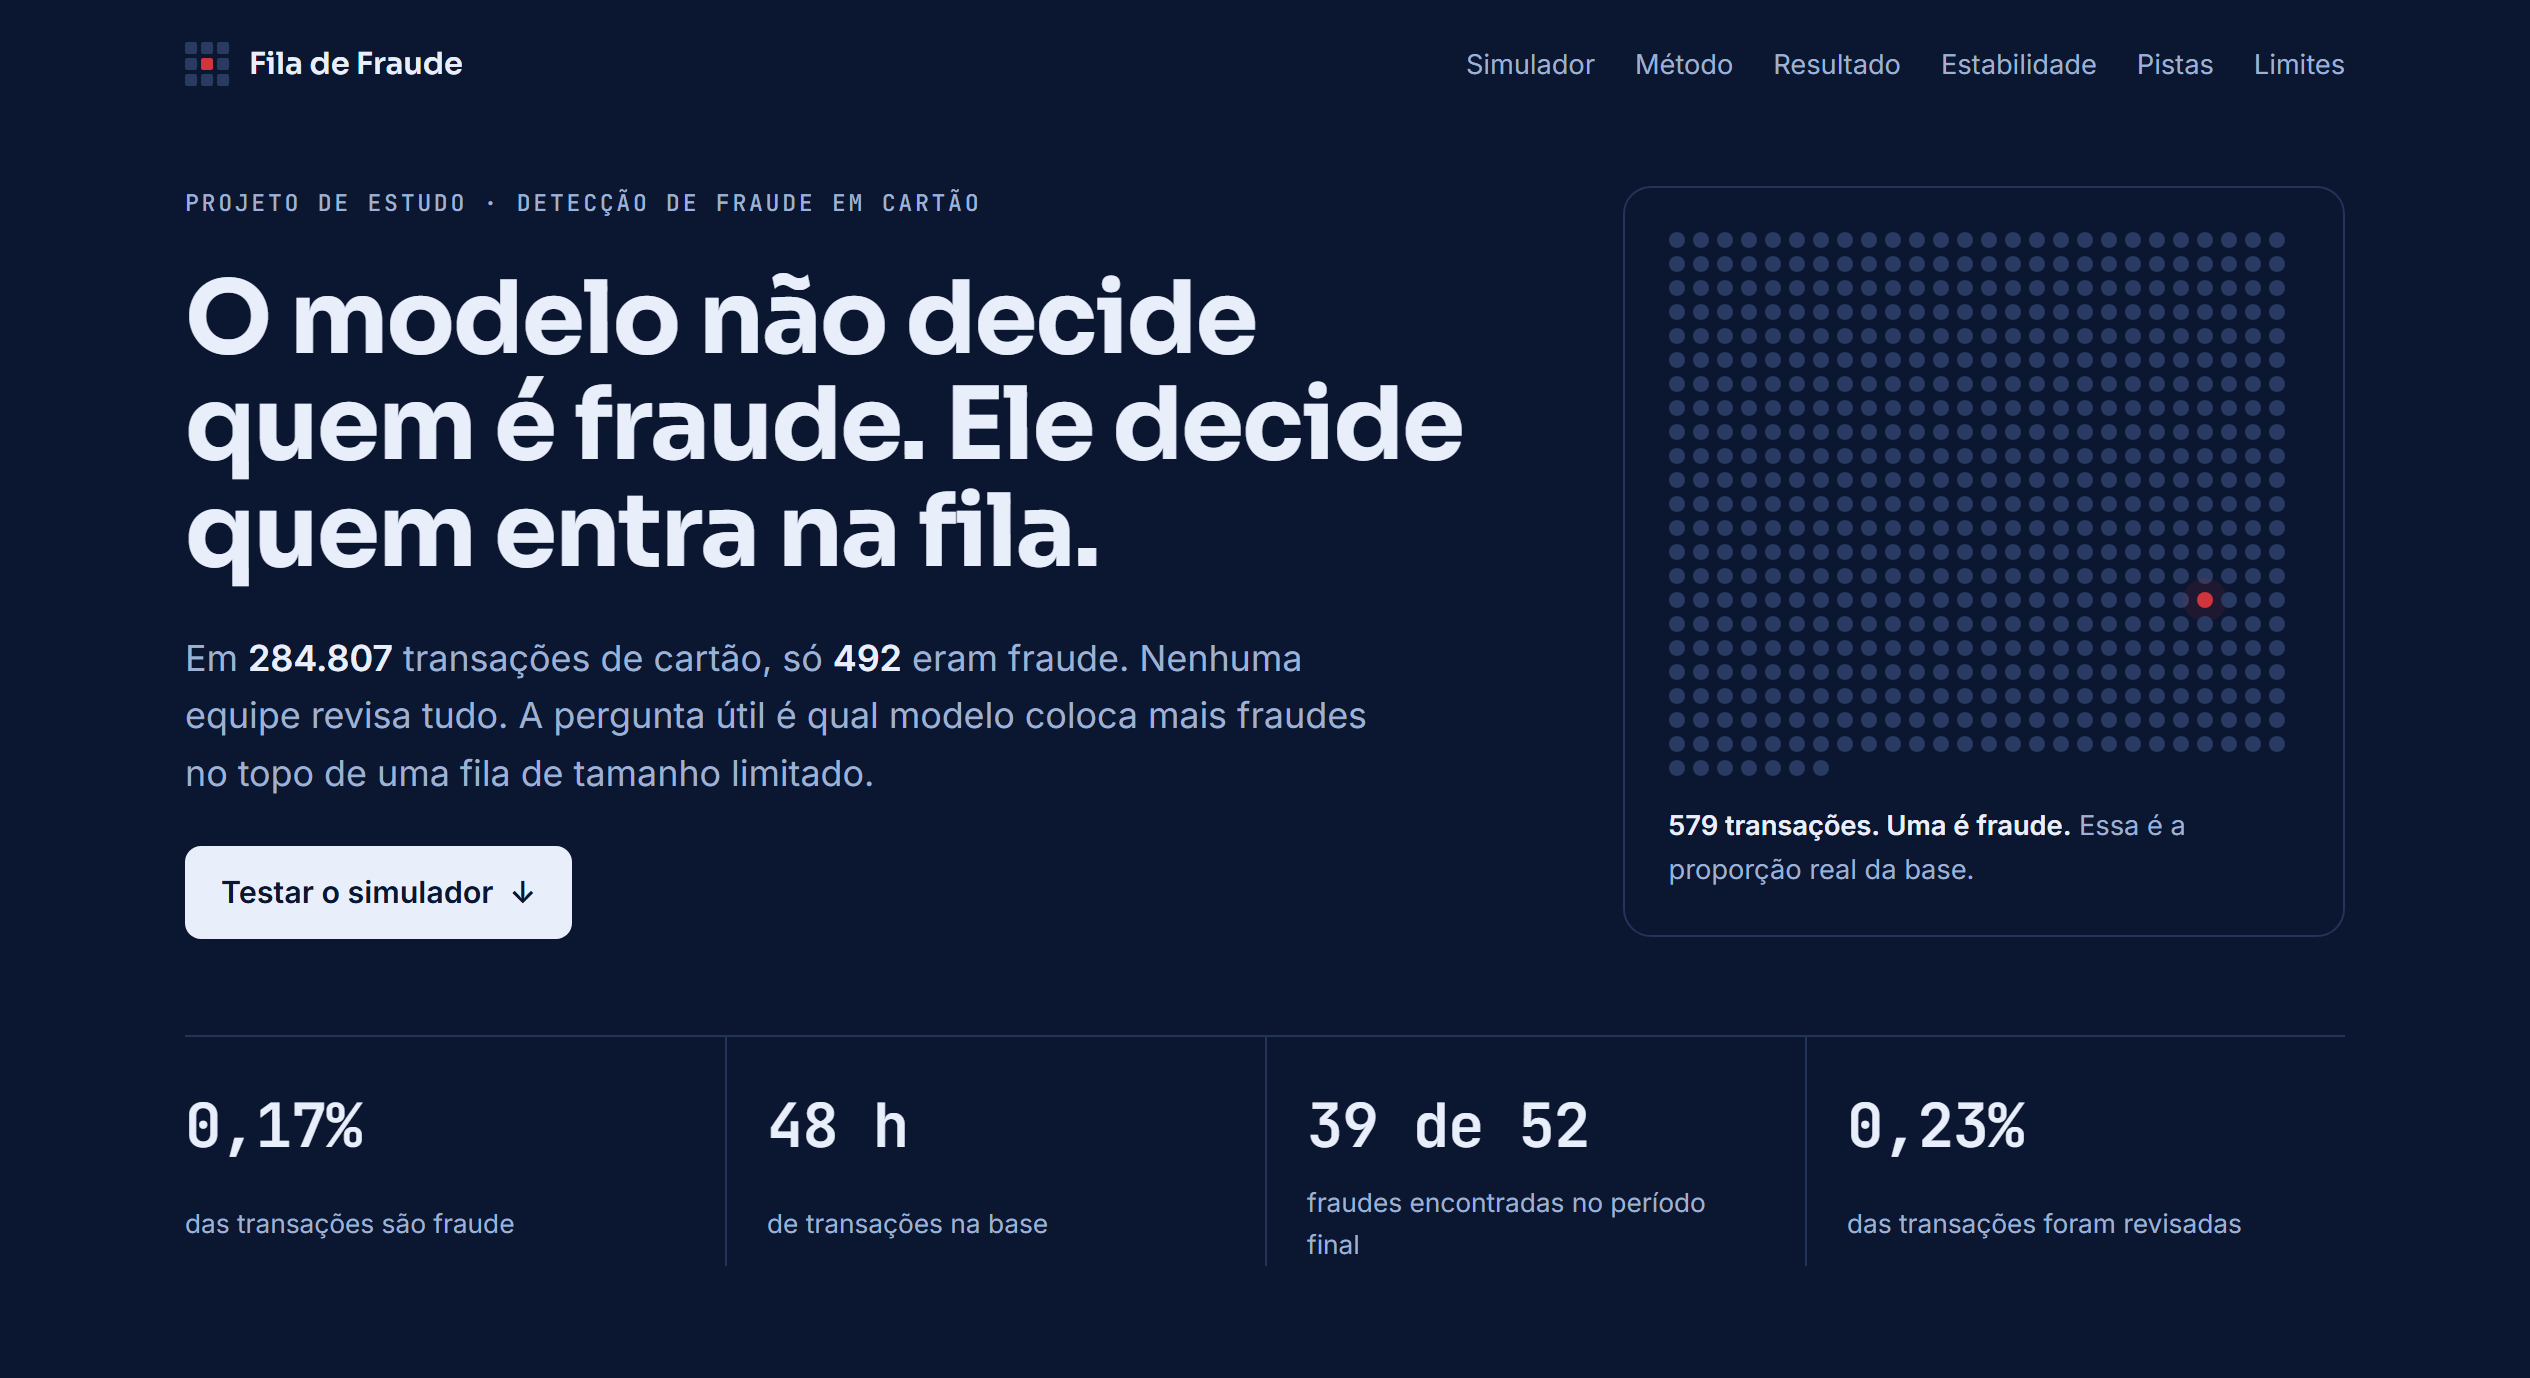 Fila de Fraude
Simulador Método Resultado Estabilidade Pistas Limites
PROJETO DE ESTUDO · DETECÇÃO DE FRAUDE EM CARTÃO
O modelo não decide
quem é fraude. Ele decide
quem entra na fila.
Em 284.807 transações de cartão, só 492 eram fraude. Nenhuma
equipe revisa tudo. A pergunta útil é qual modelo coloca mais fraudes
no topo de uma fila de tamanho limitado.
Testar o simulador ↓
579 transações. Uma é fraude. Essa é a
proporção real da base.
0,17%
das transações são fraude
48 h
de transações na base
39 de 52
fraudes encontradas no período
final
0,23%
das transações foram revisadas